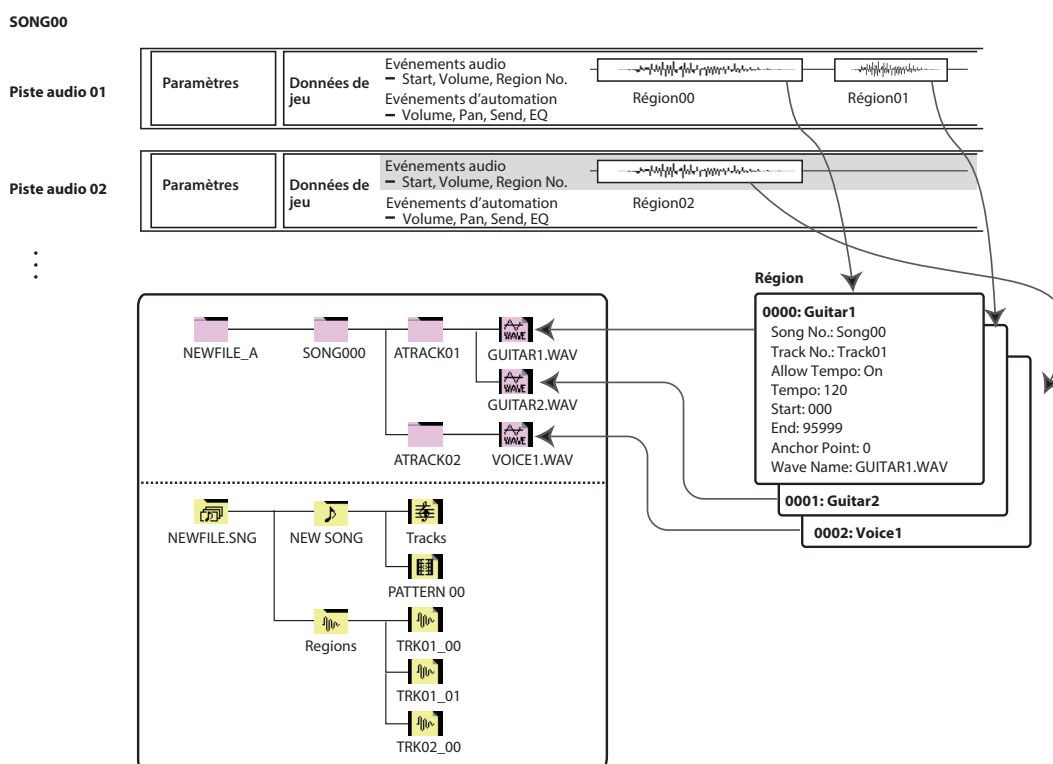 SONG00
Piste audio 01
Paramètres
Données de
jeu
Evénements audio
– Start, Volume, Region No.
Evénements d'automation
– Volume, Pan, Send, EQ
Région00
Région01
Piste audio 02
Paramètres
Données de
jeu
Evénements audio
– Start, Volume, Region No.
Evénements d'automation
– Volume, Pan, Send, EQ
Région02
Région
0000: Guitar1
Song No.: Song00
Track No.: Track01
Allow Tempo: On
Tempo: 120
Start: 000
End: 95999
Anchor Point: 0
Wave Name: GUITAR1.WAV
0001: Guitar2
0002: Voice1
WAVE
NEWFILE_A
SONG000
ATRACK01
GUITAR1.WAV
WAVE
GUITAR2.WAV
WAVE
ATRACK02
VOICE1.WAV
NEWFILE.SNG
NEW SONG
Tracks
PATTERN 00
Regions
TRK01_00
TRK01_01
TRK02_00